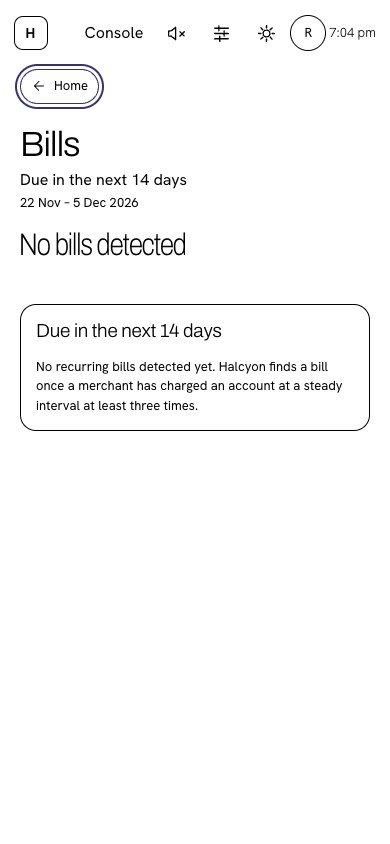 H
Console
R
7:04 pm
Home
Bills
Due in the next 14 days
22 Nov – 5 Dec 2026
No bills detected
Due in the next 14 days
No recurring bills detected yet. Halcyon finds a bill
once a merchant has charged an account at a steady
interval at least three times.